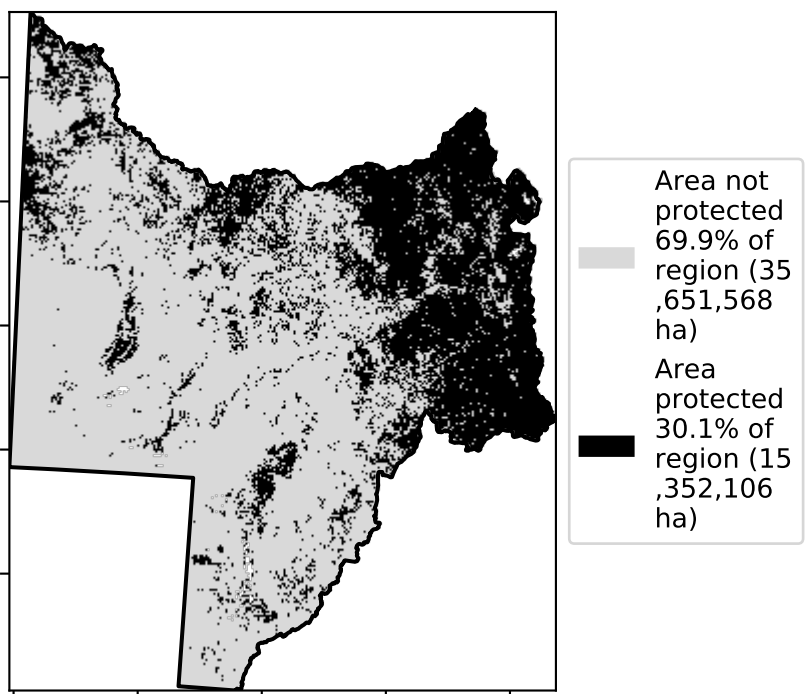 Area not
protected
69.9% of
region (35
,651,568
ha)
Area
protected
30.1% of
region (15
,352,106
ha)